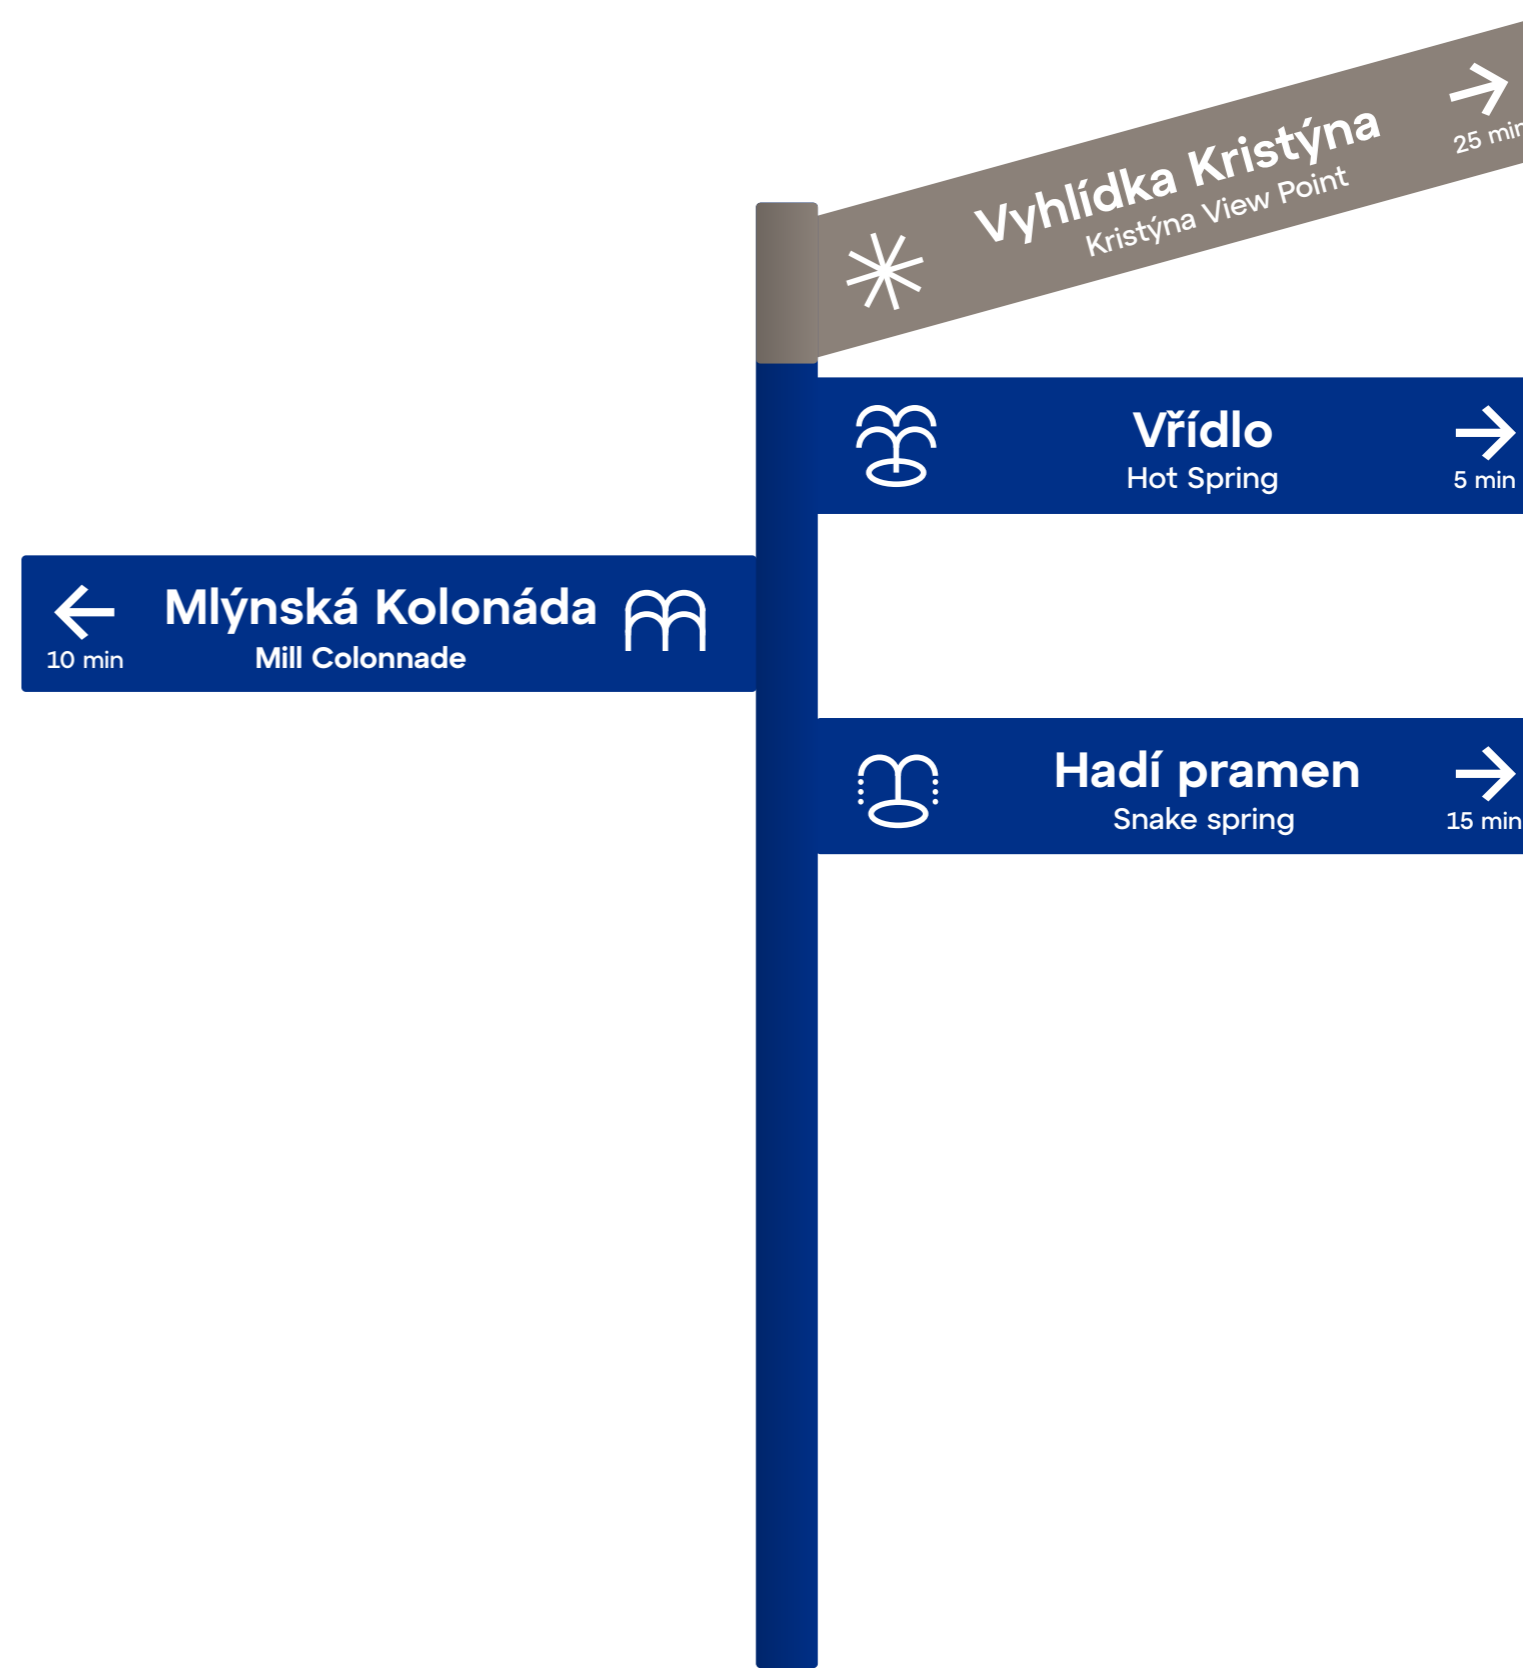 Vyhlídka Kristýna
Kristýna View Point
25 min
Vřídlo
Hot Spring
5 min
Mlýnská Kolonáda
Mill Colonnade
10 min
Hadí pramen
Snake spring
15 min